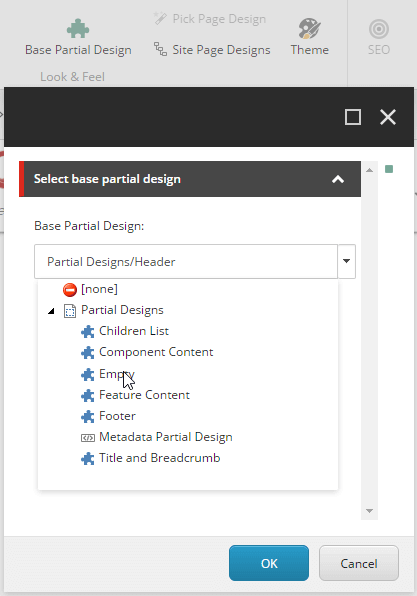 Pick Page Design
Base Partial Design
Site Page Designs
Theme
SEO
Look & Feel
Select base partial design
Base Partial Design:
Partial Designs/Header
[none]
Partial Designs
Children List
Component Content
Empty
Feature Content
Footer
Metadata Partial Design
Title and Breadcrumb
OK
Cancel